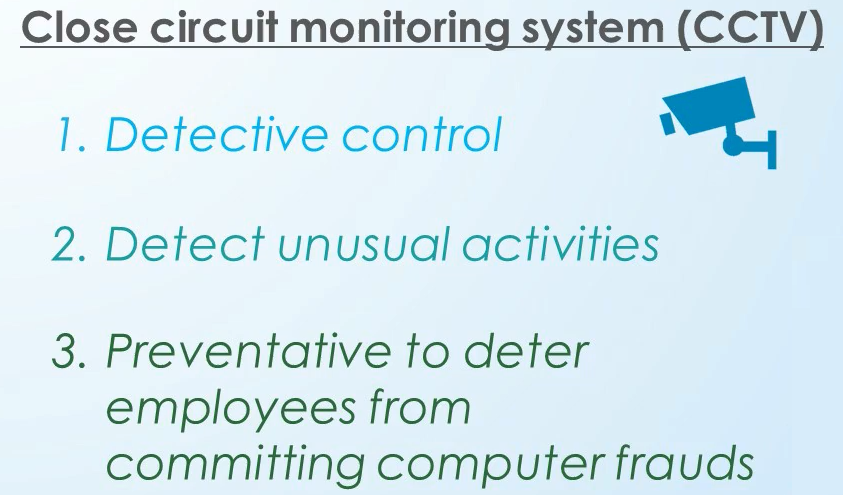 Close circuit monitoring system (CCTV)
1. Detective control
2. Detect unusual activities
3. Preventative to deter
employees from
committing computer frauds